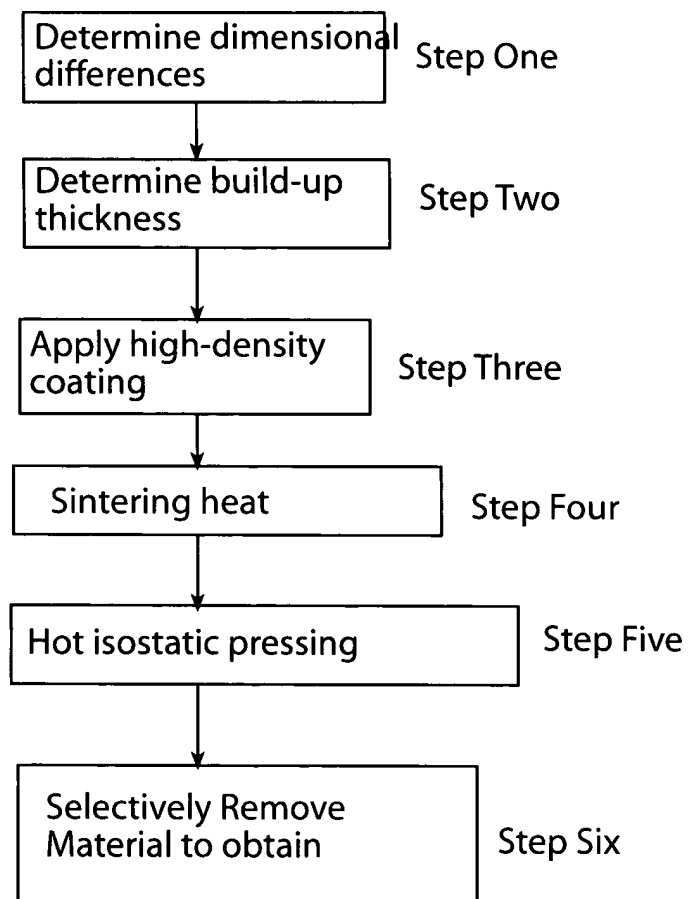 Determine dimensional
differences
Step One
Determine build-up
thickness
Step Two
Apply high-density
coating
Step Three
Sintering heat
Step Four
Hot isostatic pressing
Step Five
Selectively Remove
Material to obtain
Step Six